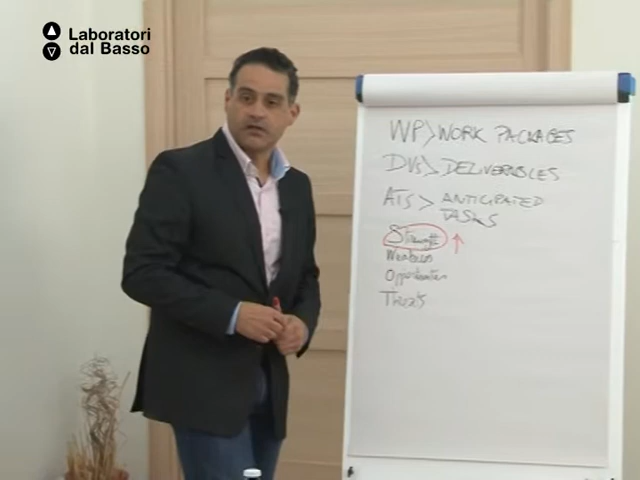 Laboratori
dal Basso
WP > WORK PACKAGES
DVS > DELIVERABLES
ATS > ANTICIPATED
TASKS
Strength
Weakness
Opportunities
Threats